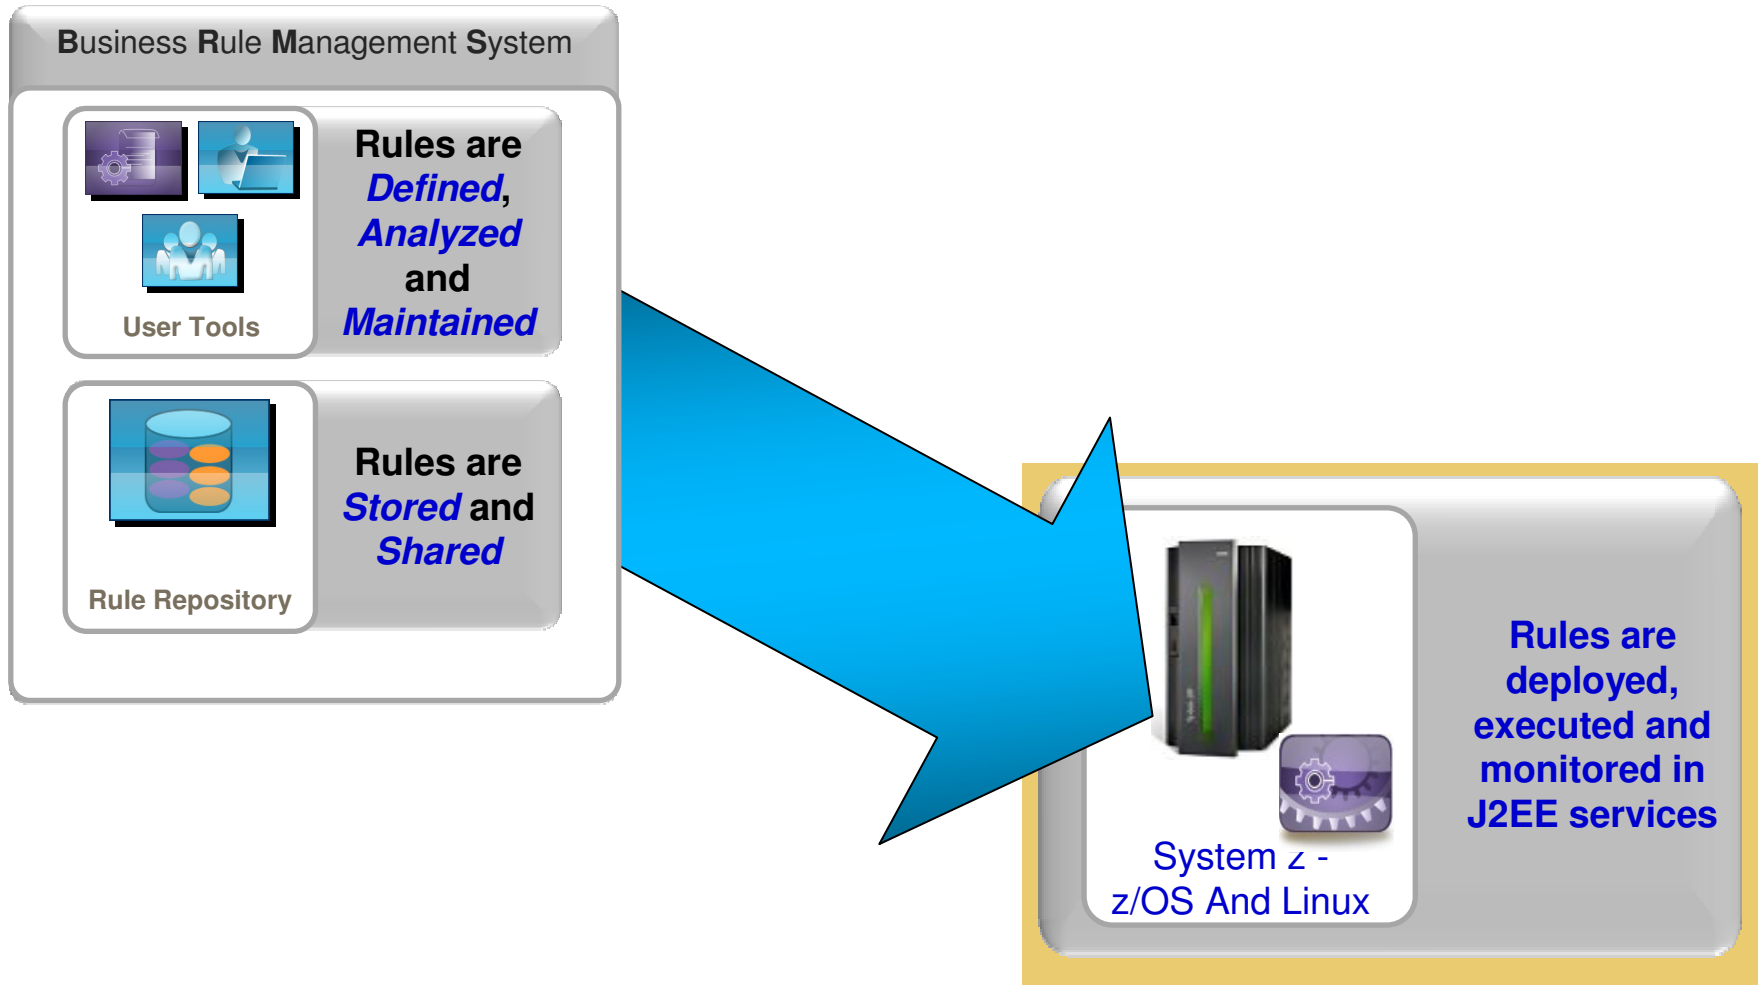 Business Rule Management System
Rules are
Defined,
Analyzed
and
Maintained
User Tools
Rules are
Stored and
Shared
Rule Repository
Rules are
deployed,
executed and
monitored in
J2EE services
System z -
z/OS And Linux